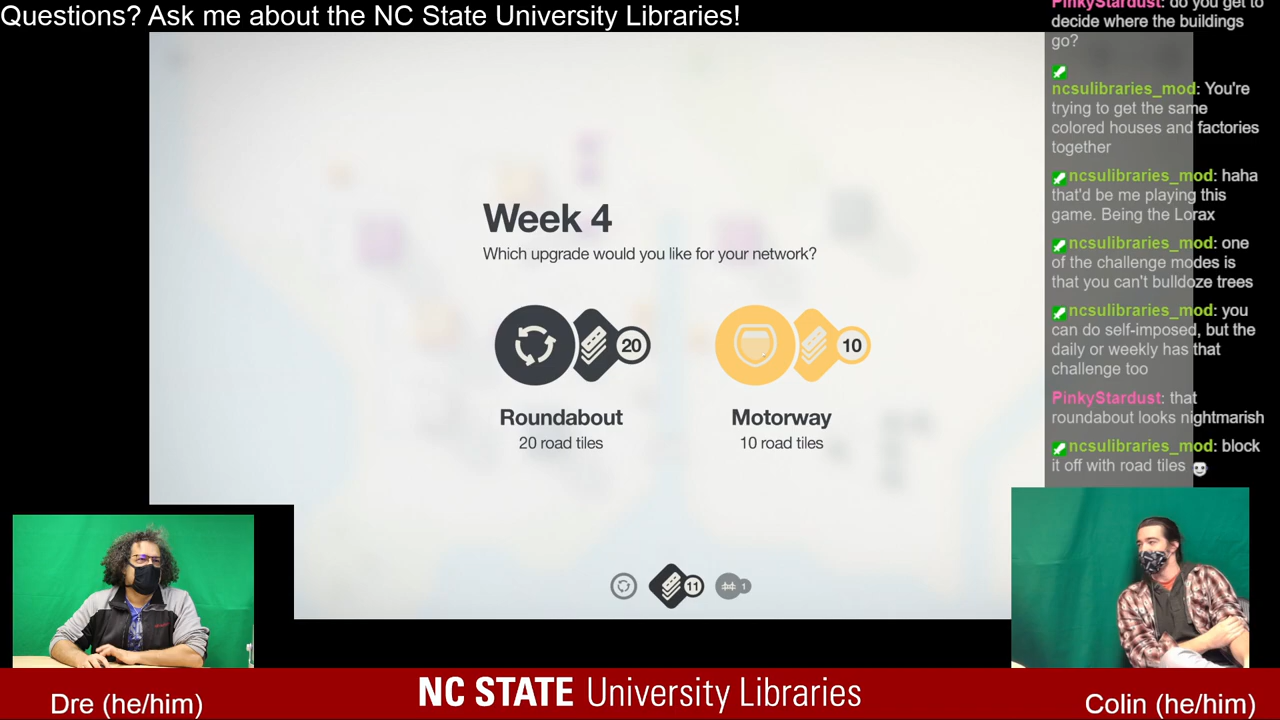 Questions? Ask me about the NC State University Libraries!
PinkyStardust: do you get to
decide where the buildings
go?
ncsulibraries_mod: You're
trying to get the same
colored houses and factories
together
ncsulibraries_mod: haha
that'd be me playing this
game. Being the Lorax
ncsulibraries_mod: one
of the challenge modes is
that you can't bulldoze trees
ncsulibraries_mod: you
can do self-imposed, but the
daily or weekly has that
challenge too
PinkyStardust: that
roundabout looks nightmarish
ncsulibraries_mod: block
it off with road tiles
Week 4
Which upgrade would you like for your network?
20
10
Roundabout
Motorway
20 road tiles
10 road tiles
11
1
Dre (he/him)
NC STATE University Libraries
Colin (he/him)